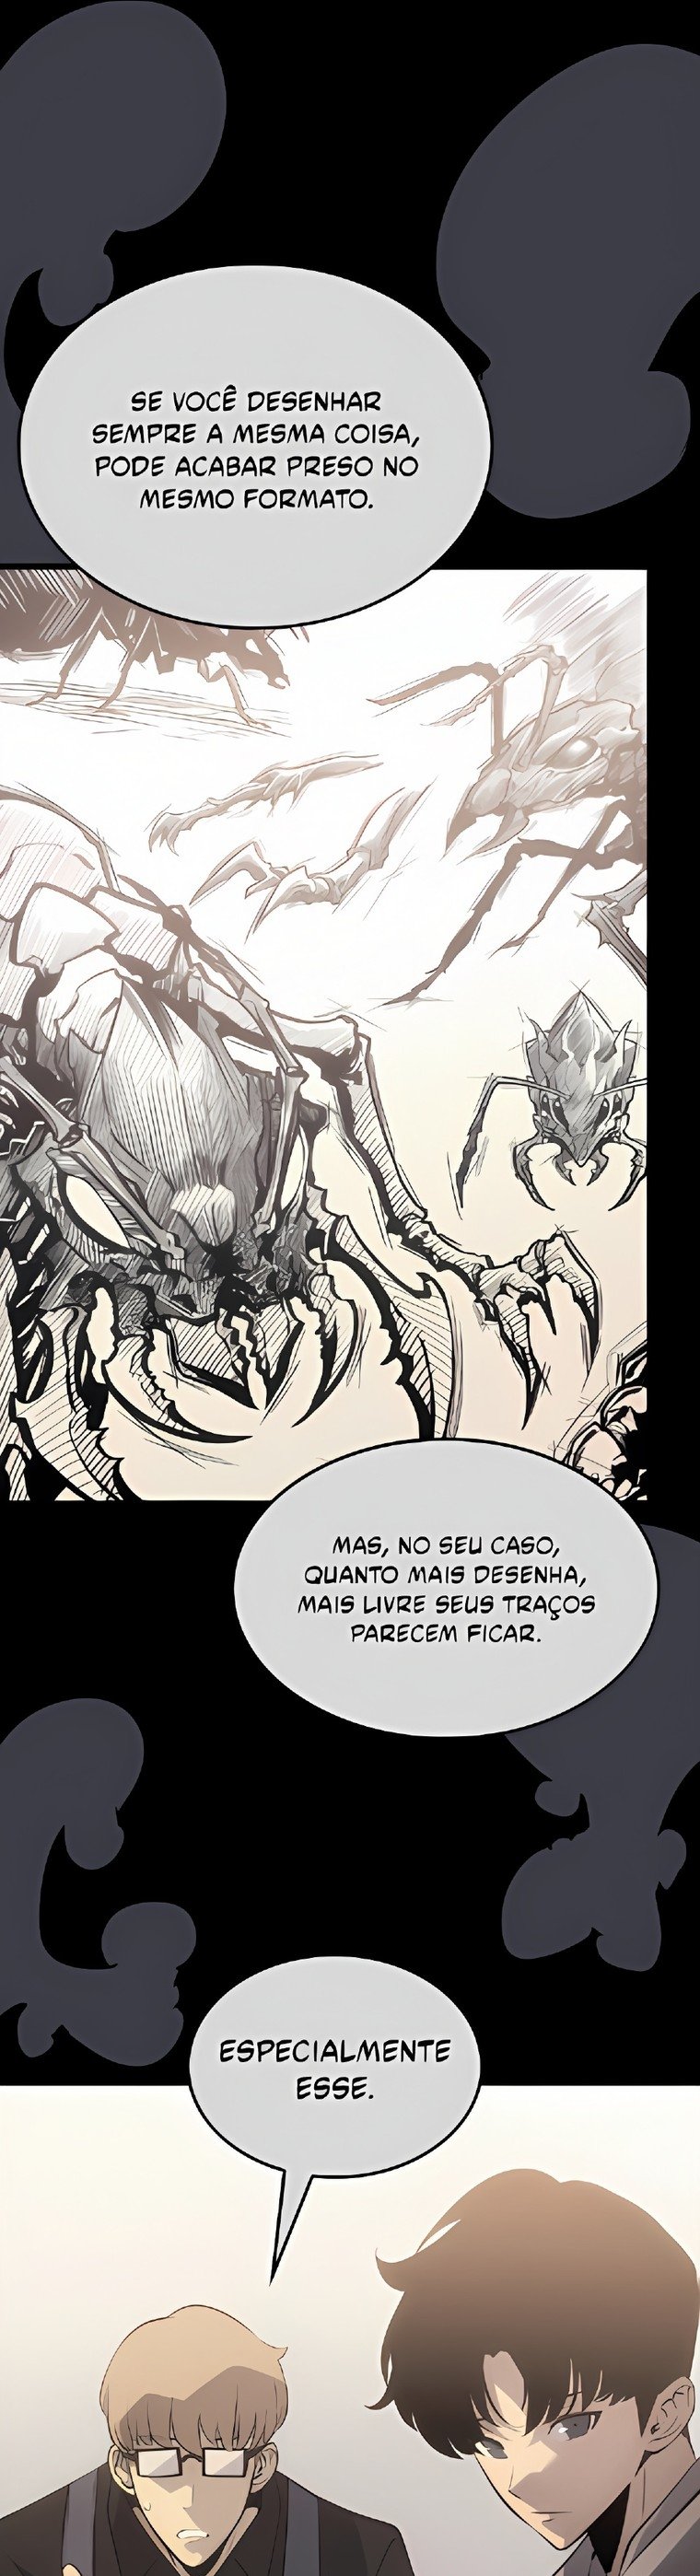 SE VOCÊ DESENHAR
SEMPRE A MESMA COISA,
PODE ACABAR PRESO NO
MESMO FORMATO.
MAS, NO SEU CASO,
QUANTO MAIS DESENHA,
MAIS LIVRE SEUS TRAÇOS
PARECEM FICAR.
ESPECIALMENTE
ESSE.